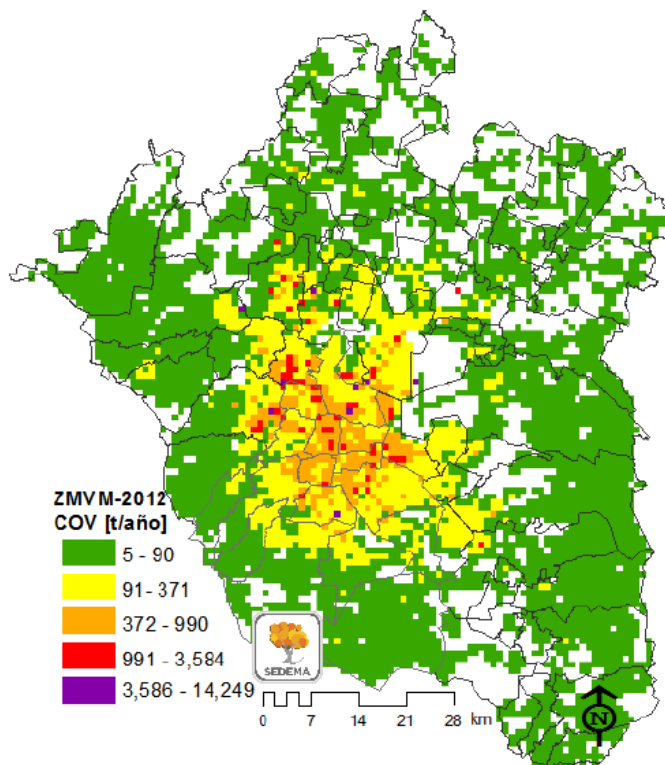 ZMVM-2012
COV [t/año]
5 - 90
91 - 371
372 - 990
991 - 3,584
3,586 - 14,249
SEDEMA
0 7 14 21 28 km
N